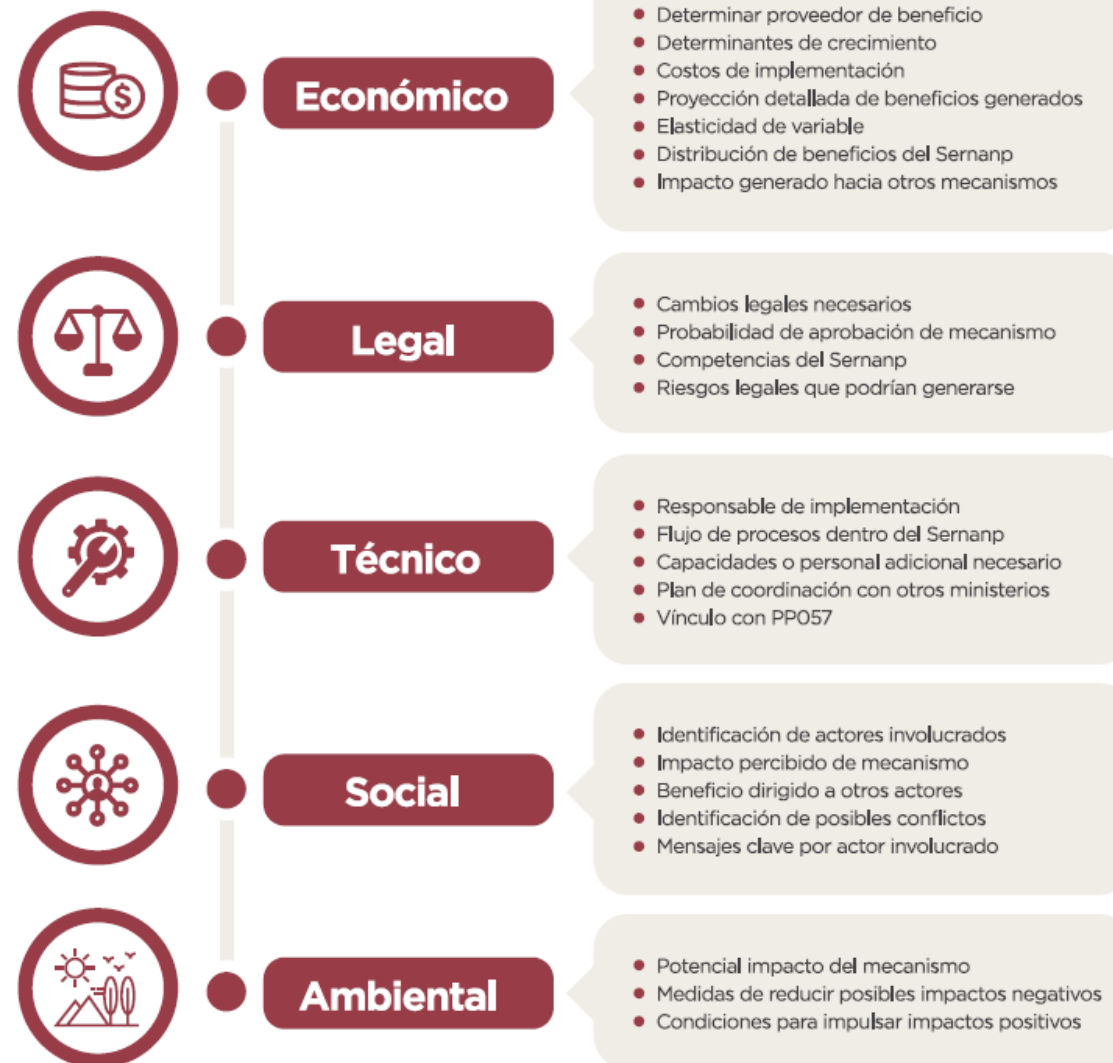 Económico
Determinar proveedor de beneficio
Determinantes de crecimiento
Costos de implementación
Proyección detallada de beneficios generados
Elasticidad de variable
Distribución de beneficios del Sernanp
Impacto generado hacia otros mecanismos
Legal
Cambios legales necesarios
Probabilidad de aprobación de mecanismo
Competencias del Sernanp
Riesgos legales que podrían generarse
Técnico
Responsable de implementación
Flujo de procesos dentro del Sernanp
Capacidades o personal adicional necesario
Plan de coordinación con otros ministerios
Vínculo con PP057
Social
Identificación de actores involucrados
Impacto percibido de mecanismo
Beneficio dirigido a otros actores
Identificación de posibles conflictos
Mensajes clave por actor involucrado
Ambiental
Potencial impacto del mecanismo
Medidas de reducir posibles impactos negativos
Condiciones para impulsar impactos positivos